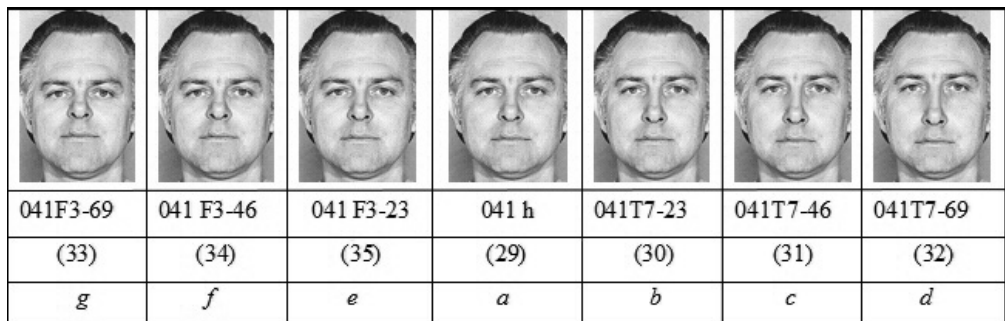 041F3-69 041 F3-46 041 F3-23 041 h 041T7-23 041T7-46 041T7-69
(33) (34) (35) (29) (30) (31) (32)
g f e a b c d